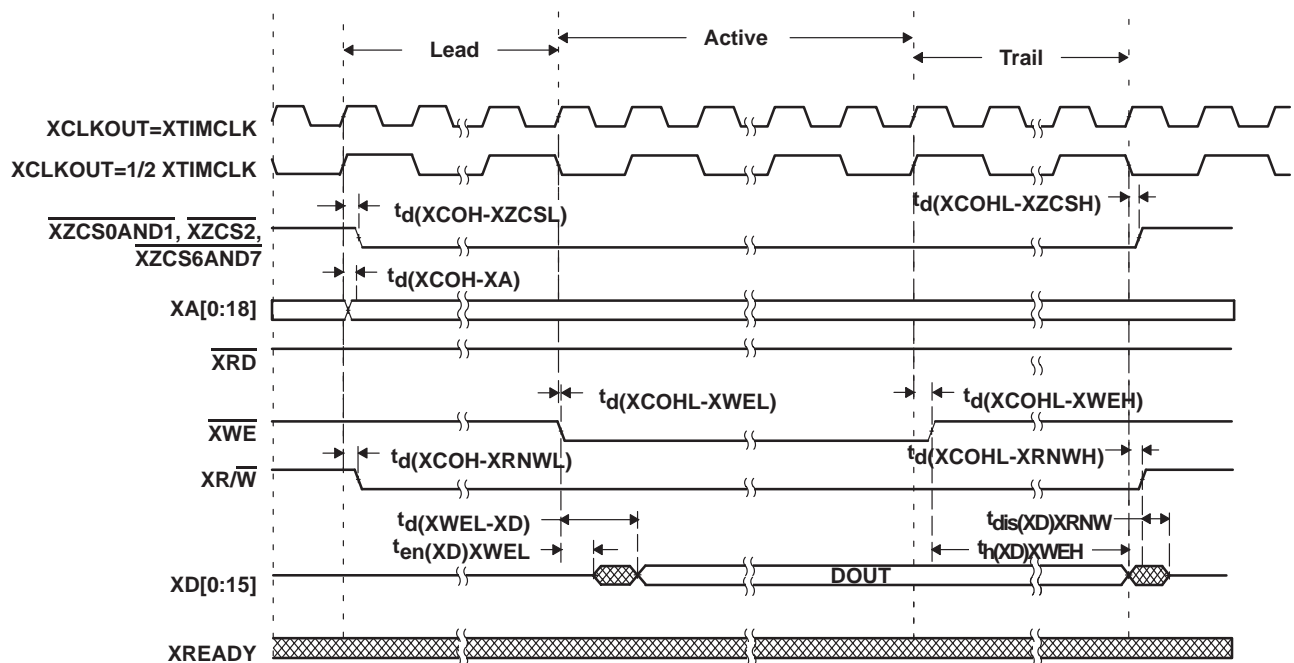 Lead
Active
Trail
XCLKOUT=XTIMCLK
XCLKOUT=1/2 XTIMCLK
td(XCOH-XZCSL)
td(XCOHL-XZCSH)
XZCS0AND1, XZCS2,
XZCS6AND7
td(XCOH-XA)
XA[0:18]
XRD
td(XCOHL-XWEL)
td(XCOHL-XWEH)
XWE
td(XCOH-XRNWL)
td(XCOHL-XRNWH)
XR/W
td(XWEL-XD)
tdis(XD)XRNW
ten(XD)XWEL
th(XD)XWEH
XD[0:15]
DOUT
XREADY